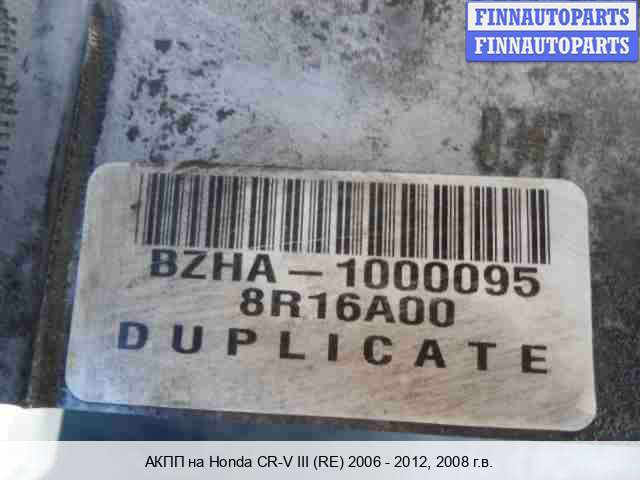 FINNAUTOPARTS
FINNAUTOPARTS
BZHA-1000095
8R16A00
DUPLICATE
АКПП на Honda CR-V III (RE) 2006 - 2012, 2008 г.в.